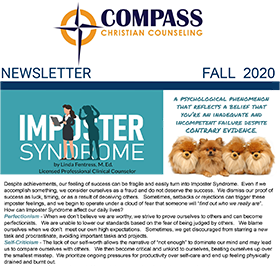 COMPASS
CHRISTIAN COUNSELING
NEWSLETTER FALL 2020
IMPOSTER
SYNDROME
by Linda Fentress, M. Ed.
Licensed Professional Clinical Counselor
A PSYCHOLOGICAL PHENOMENON
THAT REFLECTS A BELIEF THAT
YOU'RE AN INADEQUATE AND
INCOMPETENT FAILURE DESPITE
CONTRARY EVIDENCE.
Despite achievements, our feeling of success can be fragile and easily turn into Imposter Syndrome. Even if we
accomplish something, we consider ourselves as a fraud and do not deserve the success. We dismiss our proof of
success as luck, timing, or as a result of deceiving others. Sometimes, setbacks or rejections can trigger these
imposter feelings, and we begin to operate under a cloud of fear that someone will "find out who we really are".
How can Imposter Syndrome affect our daily lives?
Perfectionism - When we don't believe we are worthy, we strive to prove ourselves to others and can become
perfectionists. We are unable to lower our standards based on the fear of being judged by others. We blame
ourselves when we don't meet our own high expectations. Sometimes, we get discouraged from starting a new
task and procrastinate, avoiding important tasks and projects.
Self-Criticism - The lack of our self-worth allows the narrative of "not enough" to dominate our mind and may lead
us to compare ourselves with others. We then become critical and unkind to ourselves, beating ourselves up over
the smallest misstep. We prioritize ongoing pressures for productivity over self-care and end up feeling physically
drained and burnt out.